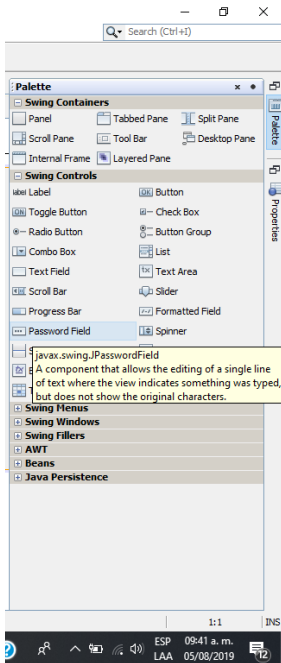 Search (Ctrl+I)
Palette
Swing Containers
Panel Tabbed Pane Split Pane
Scroll Pane Tool Bar Desktop Pane
Internal Frame Layered Pane
Swing Controls
label Label OK Button
ON Toggle Button Check Box
Radio Button Button Group
Combo Box List
Text Field Text Area
Scroll Bar Slider
Progress Bar Formatted Field
Password Field Spinner
S
javax.swing.JPasswordField
A component that allows the editing of a single line
of text where the view indicates something was typed,
but does not show the original characters.
E
T
Swing Menus
Swing Windows
Swing Fillers
AWT
Beans
Java Persistence
Palette
Properties
1:1 INS
ESP 09:41 a. m.
LAA 05/08/2019
12